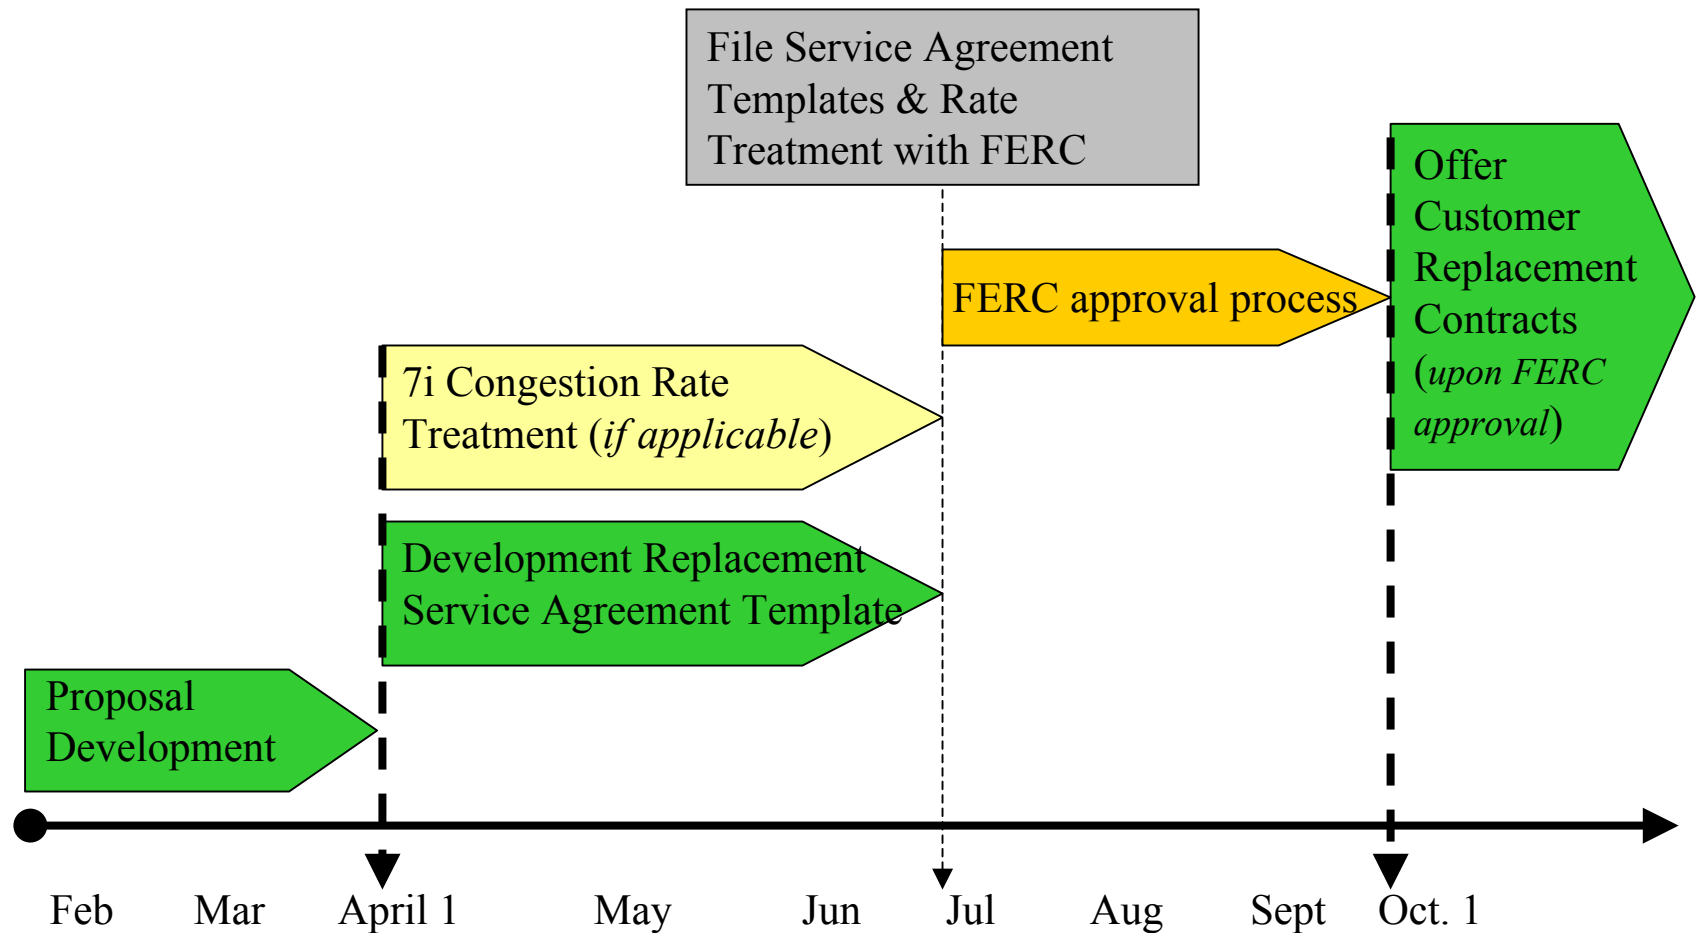 File Service Agreement
Templates & Rate
Treatment with FERC
Offer
Customer
Replacement
Contracts
(upon FERC
approval)
FERC approval process
7i Congestion Rate
Treatment (if applicable)
Development Replacement
Service Agreement Template
Proposal
Development
Feb Mar April 1 May Jun Jul Aug Sept Oct. 1